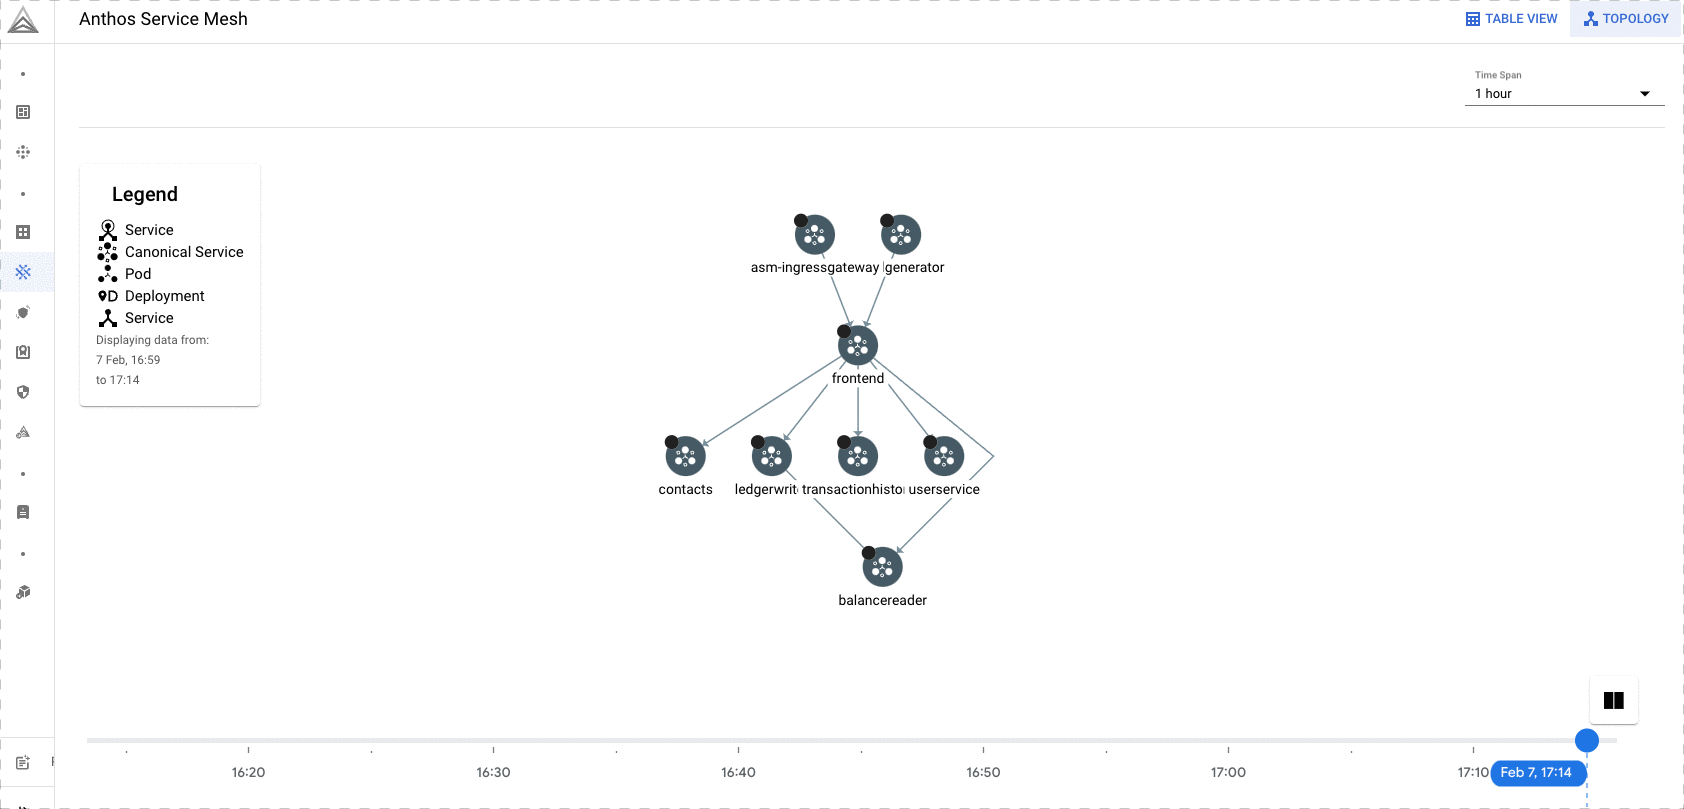 Anthos Service Mesh
TABLE VIEW
TOPOLOGY
Time Span
1 hour
Legend
Service
Canonical Service
Pod
Deployment
Service
Displaying data from:
7 Feb, 16:59
to 17:14
asm-ingressgateway
generator
frontend
contacts
ledgerwrit
transactionhisto
userservice
balancereader
16:20
16:30
16:40
16:50
17:00
17:10
Feb 7, 17:14